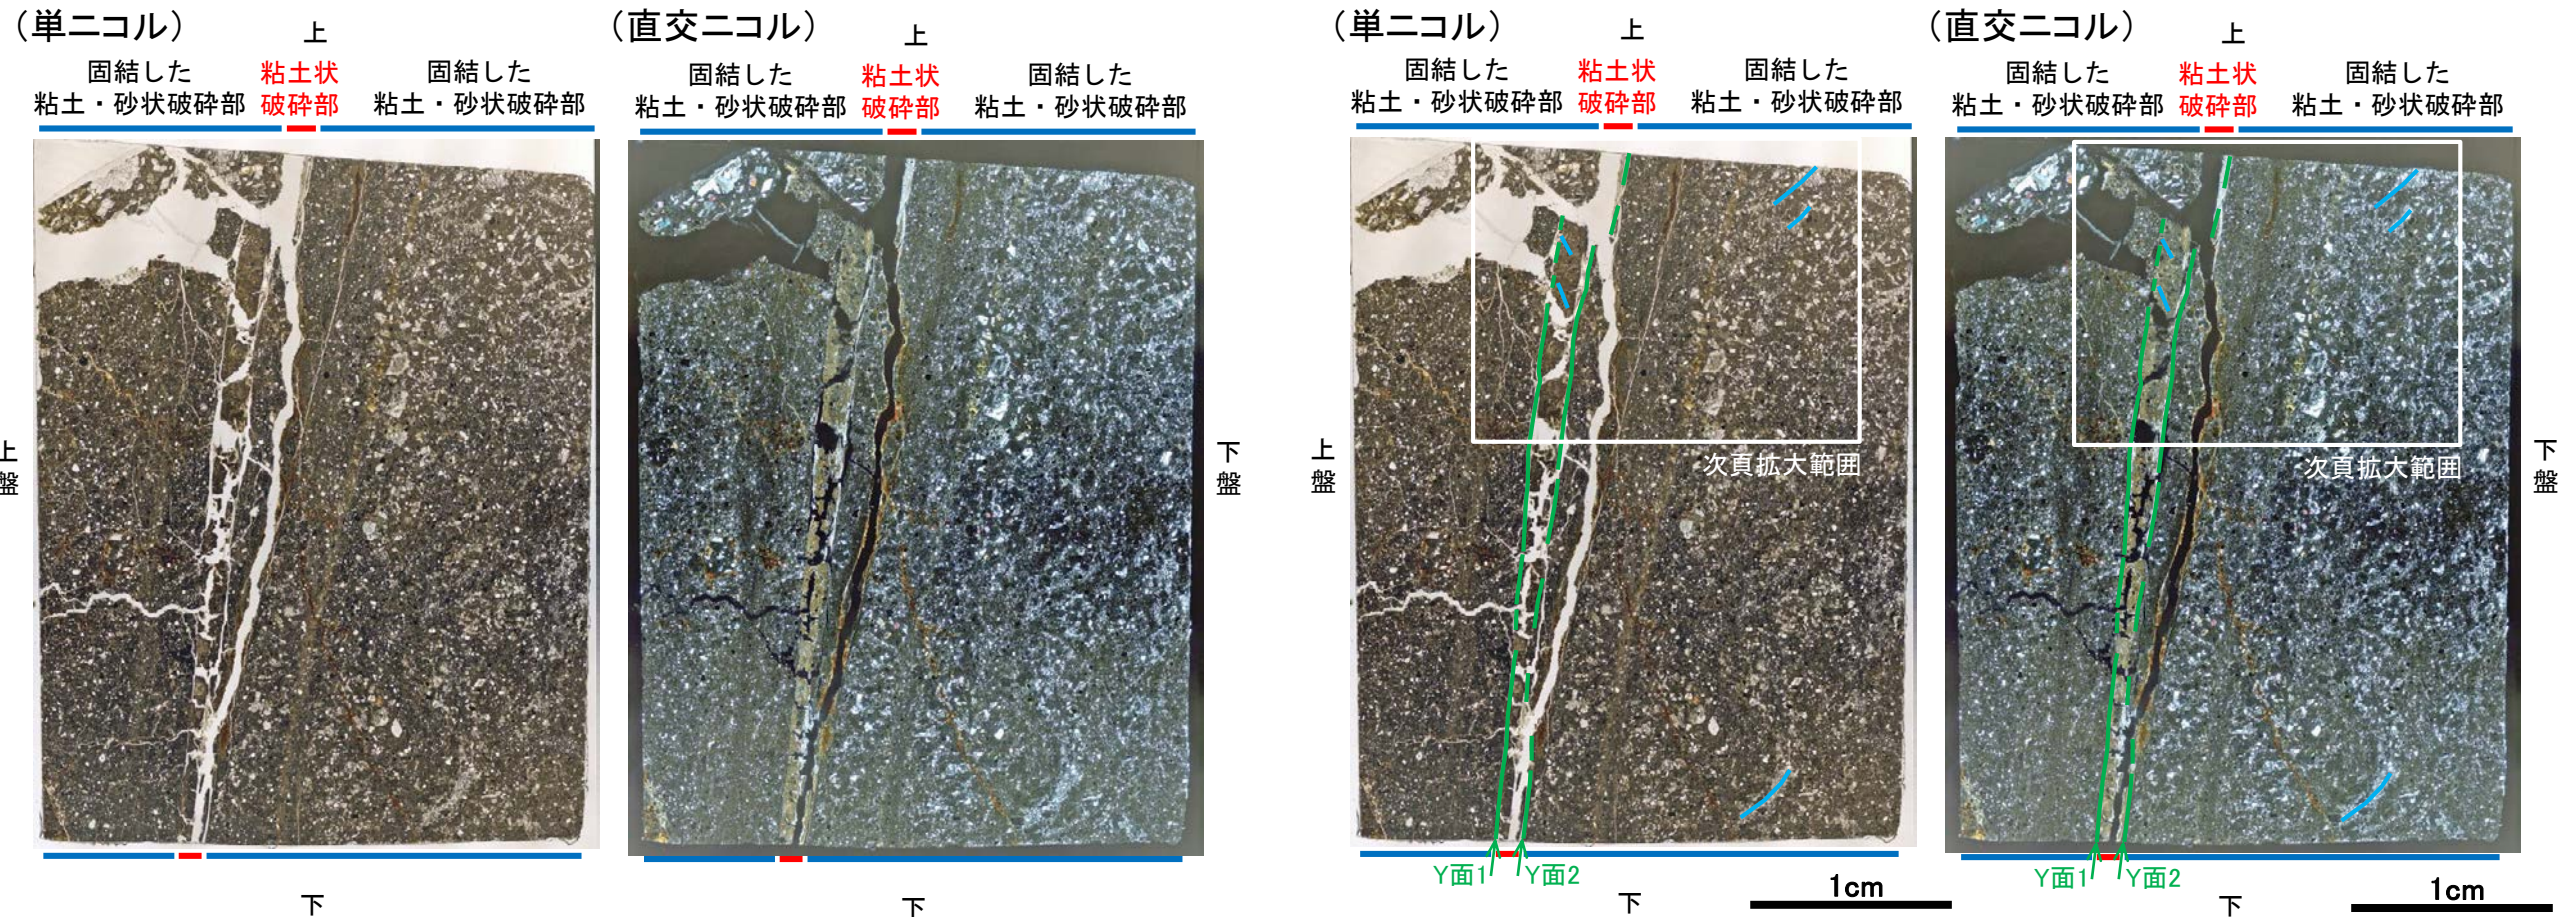 （単ニコル）
上
固結した
粘土・砂状破砕部
粘土状
破砕部
固結した
粘土・砂状破砕部
上
盤
下
（直交ニコル）
上
固結した
粘土・砂状破砕部
粘土状
破砕部
固結した
粘土・砂状破砕部
下
盤
下
（単ニコル）
上
固結した
粘土・砂状破砕部
粘土状
破砕部
固結した
粘土・砂状破砕部
上
盤
次頁拡大範囲
Y面1
Y面2
下
1cm
（直交ニコル）
上
固結した
粘土・砂状破砕部
粘土状
破砕部
固結した
粘土・砂状破砕部
次頁拡大範囲
下
盤
Y面1
Y面2
下
1cm